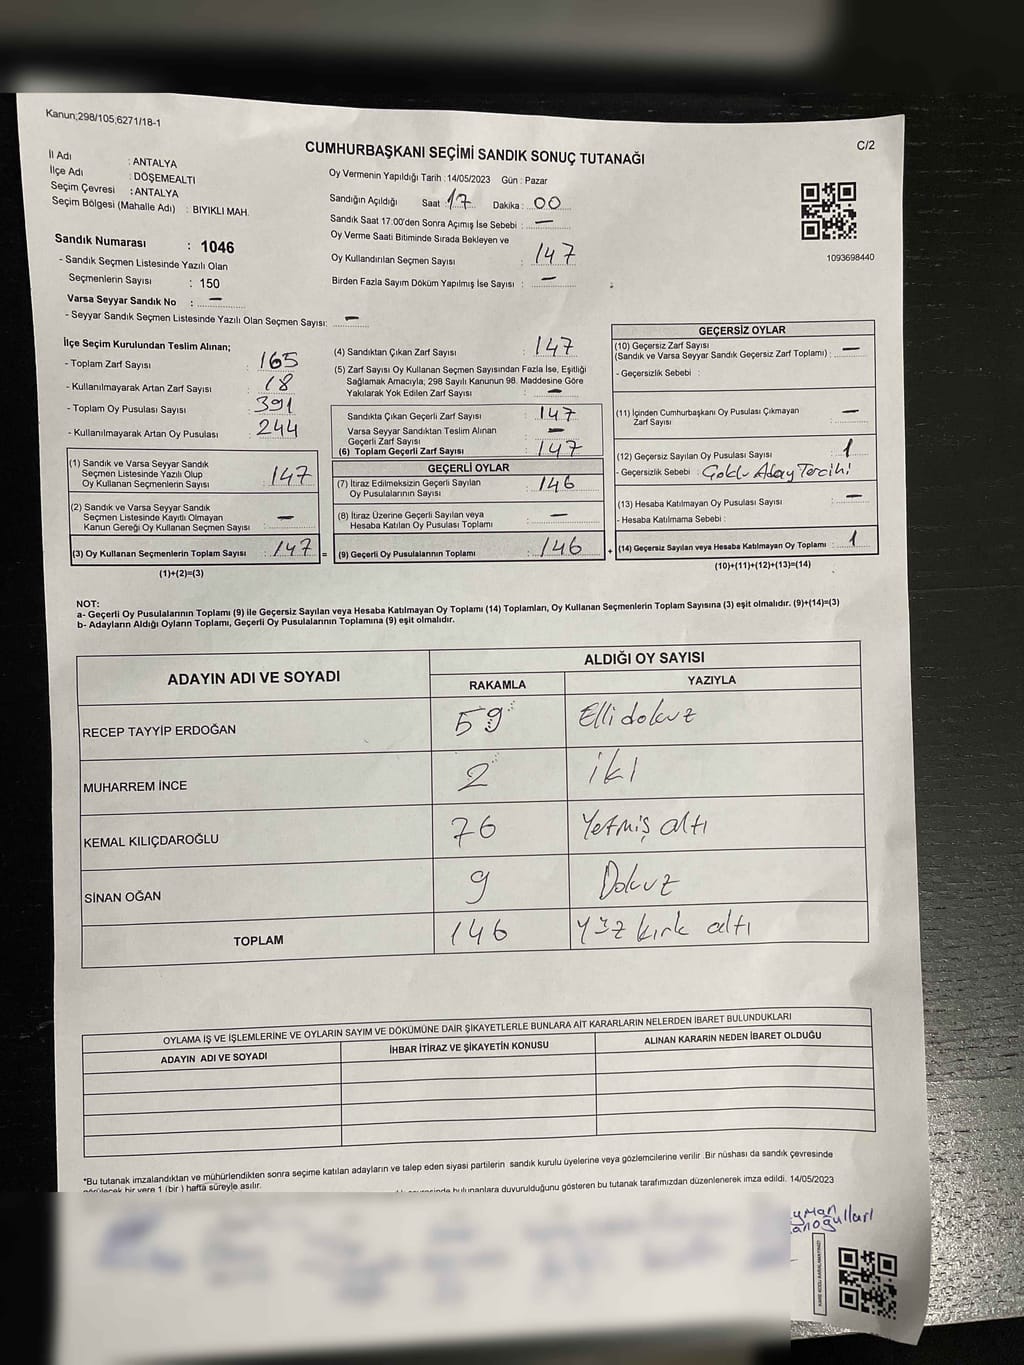 Kanun;298/105,6271/18-1
C/2
CUMHURBAŞKANI SEÇİMİ SANDIK SONUÇ TUTANAĞI
İl Adı : ANTALYA
İlçe Adı : DÖŞEMEALTI
Seçim Çevresi : ANTALYA
Seçim Bölgesi (Mahalle Adı) : BIYIKLI MAH.
Oy Vermenin Yapıldığı Tarih : 14/05/2023 Gün : Pazar
Sandığın Açıldığı Saat : 17 Dakika : 00
Sandık Saat 17:00'den Sonra Açımış İse Sebebi : —
Oy Verme Saati Bitiminde Sırada Bekleyen ve
Oy Kullandırılan Seçmen Sayısı : 147
Birden Fazla Sayım Döküm Yapılmış İse Sayısı : —
1093698440
Sandık Numarası : 1046
- Sandık Seçmen Listesinde Yazılı Olan
Seçmenlerin Sayısı : 150
Varsa Seyyar Sandık No : —
- Seyyar Sandık Seçmen Listesinde Yazılı Olan Seçmen Sayısı: —
İlçe Seçim Kurulundan Teslim Alınan;
- Toplam Zarf Sayısı : 165
- Kullanılmayarak Artan Zarf Sayısı : 18
- Toplam Oy Pusulası Sayısı : 391
- Kullanılmayarak Artan Oy Pusulası : 244
(1) Sandık ve Varsa Seyyar Sandık
Seçmen Listesinde Yazılı Olup
Oy Kullanan Seçmenlerin Sayısı : 147
(2) Sandık ve Varsa Seyyar Sandık
Seçmen Listesinde Kayıtlı Olmayan
Kanun Gereği Oy Kullanan Seçmen Sayısı : —
(3) Oy Kullanan Seçmenlerin Toplam Sayısı : 147 =
(1)+(2)=(3)
(4) Sandıktan Çıkan Zarf Sayısı : 147
(5) Zarf Sayısı Oy Kullanan Seçmen Sayısından Fazla İse, Eşitliği
Sağlamak Amacıyla, 298 Sayılı Kanunun 98. Maddesine Göre
Yakılarak Yok Edilen Zarf Sayısı : —
Sandıkta Çıkan Geçerli Zarf Sayısı : 147
Varsa Seyyar Sandıktan Teslim Alınan
Geçerli Zarf Sayısı : —
(6) Toplam Geçerli Zarf Sayısı : 147
GEÇERLİ OYLAR
(7) İtiraz Edilmeksizin Geçerli Sayılan
Oy Pusulalarının Sayısı : 146
(8) İtiraz Üzerine Geçerli Sayılan veya
Hesaba Katılan Oy Pusulası Toplamı : —
(9) Geçerli Oy Pusulalarının Toplamı : 146 +
GEÇERSİZ OYLAR
(10) Geçersiz Zarf Sayısı
(Sandık ve Varsa Seyyar Sandık Geçersiz Zarf Toplamı) : —
- Geçersizlik Sebebi :
(11) İçinden Cumhurbaşkanı Oy Pusulası Çıkmayan
Zarf Sayısı : —
(12) Geçersiz Sayılan Oy Pusulası Sayısı : 1
- Geçersizlik Sebebi : Çoklu Aday Tercihi
(13) Hesaba Katılmayan Oy Pusulası Sayısı : —
- Hesaba Katılmama Sebebi :
(14) Geçersiz Sayılan veya Hesaba Katılmayan Oy Toplamı : 1
(10)+(11)+(12)+(13)=(14)
NOT:
a- Geçerli Oy Pusulalarının Toplamı (9) ile Geçersiz Sayılan veya Hesaba Katılmayan Oy Toplamı (14) Toplamları, Oy Kullanan Seçmenlerin Toplam Sayısına (3) eşit olmalıdır. (9)+(14)=(3)
b- Adayların Aldığı Oyların Toplamı, Geçerli Oy Pusulalarının Toplamına (9) eşit olmalıdır.
ADAYIN ADI VE SOYADI ALDIĞI OY SAYISI
RAKAMLA YAZIYLA
RECEP TAYYİP ERDOĞAN 59 Elli dokuz
MUHARREM İNCE 2 iki
KEMAL KILIÇDAROĞLU 76 Yetmiş altı
SİNAN OĞAN 9 Dokuz
TOPLAM 146 Yüz kırk altı
OYLAMA İŞ VE İŞLEMLERİNE VE OYLARIN SAYIM VE DÖKÜMÜNE DAİR ŞİKAYETLERLE BUNLARA AİT KARARLARIN NELERDEN İBARET BULUNDUKLARI
ADAYIN ADI VE SOYADI İHBAR İTİRAZ VE ŞİKAYETİN KONUSU ALINAN KARARIN NEDEN İBARET OLDUĞU
*Bu tutanak imzalandıktan ve mühürlendikten sonra seçime katılan adayların ve talep eden siyasi partilerin sandık kurulu üyelerine veya gözlemcilerine verilir .Bir nüshası da sandık çevresinde
görülecek bir yere 1 (bir ) hafta süreyle asılır.
bulunanlara duyurulduğunu gösteren bu tutanak tarafımızdan düzenlenerek imza edildi. 14/05/2023